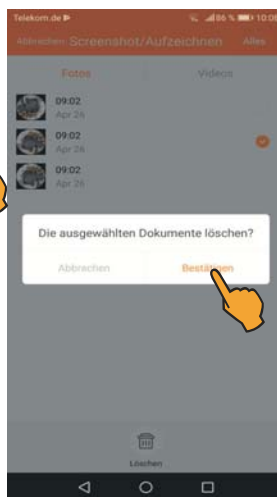 Telekom.de 86 % 10:08
Abbrechen Screenshot/Aufzeichnen Alles
Fotos Videos
09:02
Apr 26
09:02
Apr 26
09:02
Apr 26
Die ausgewählten Dokumente löschen?
Abbrechen Bestätigen
Löschen